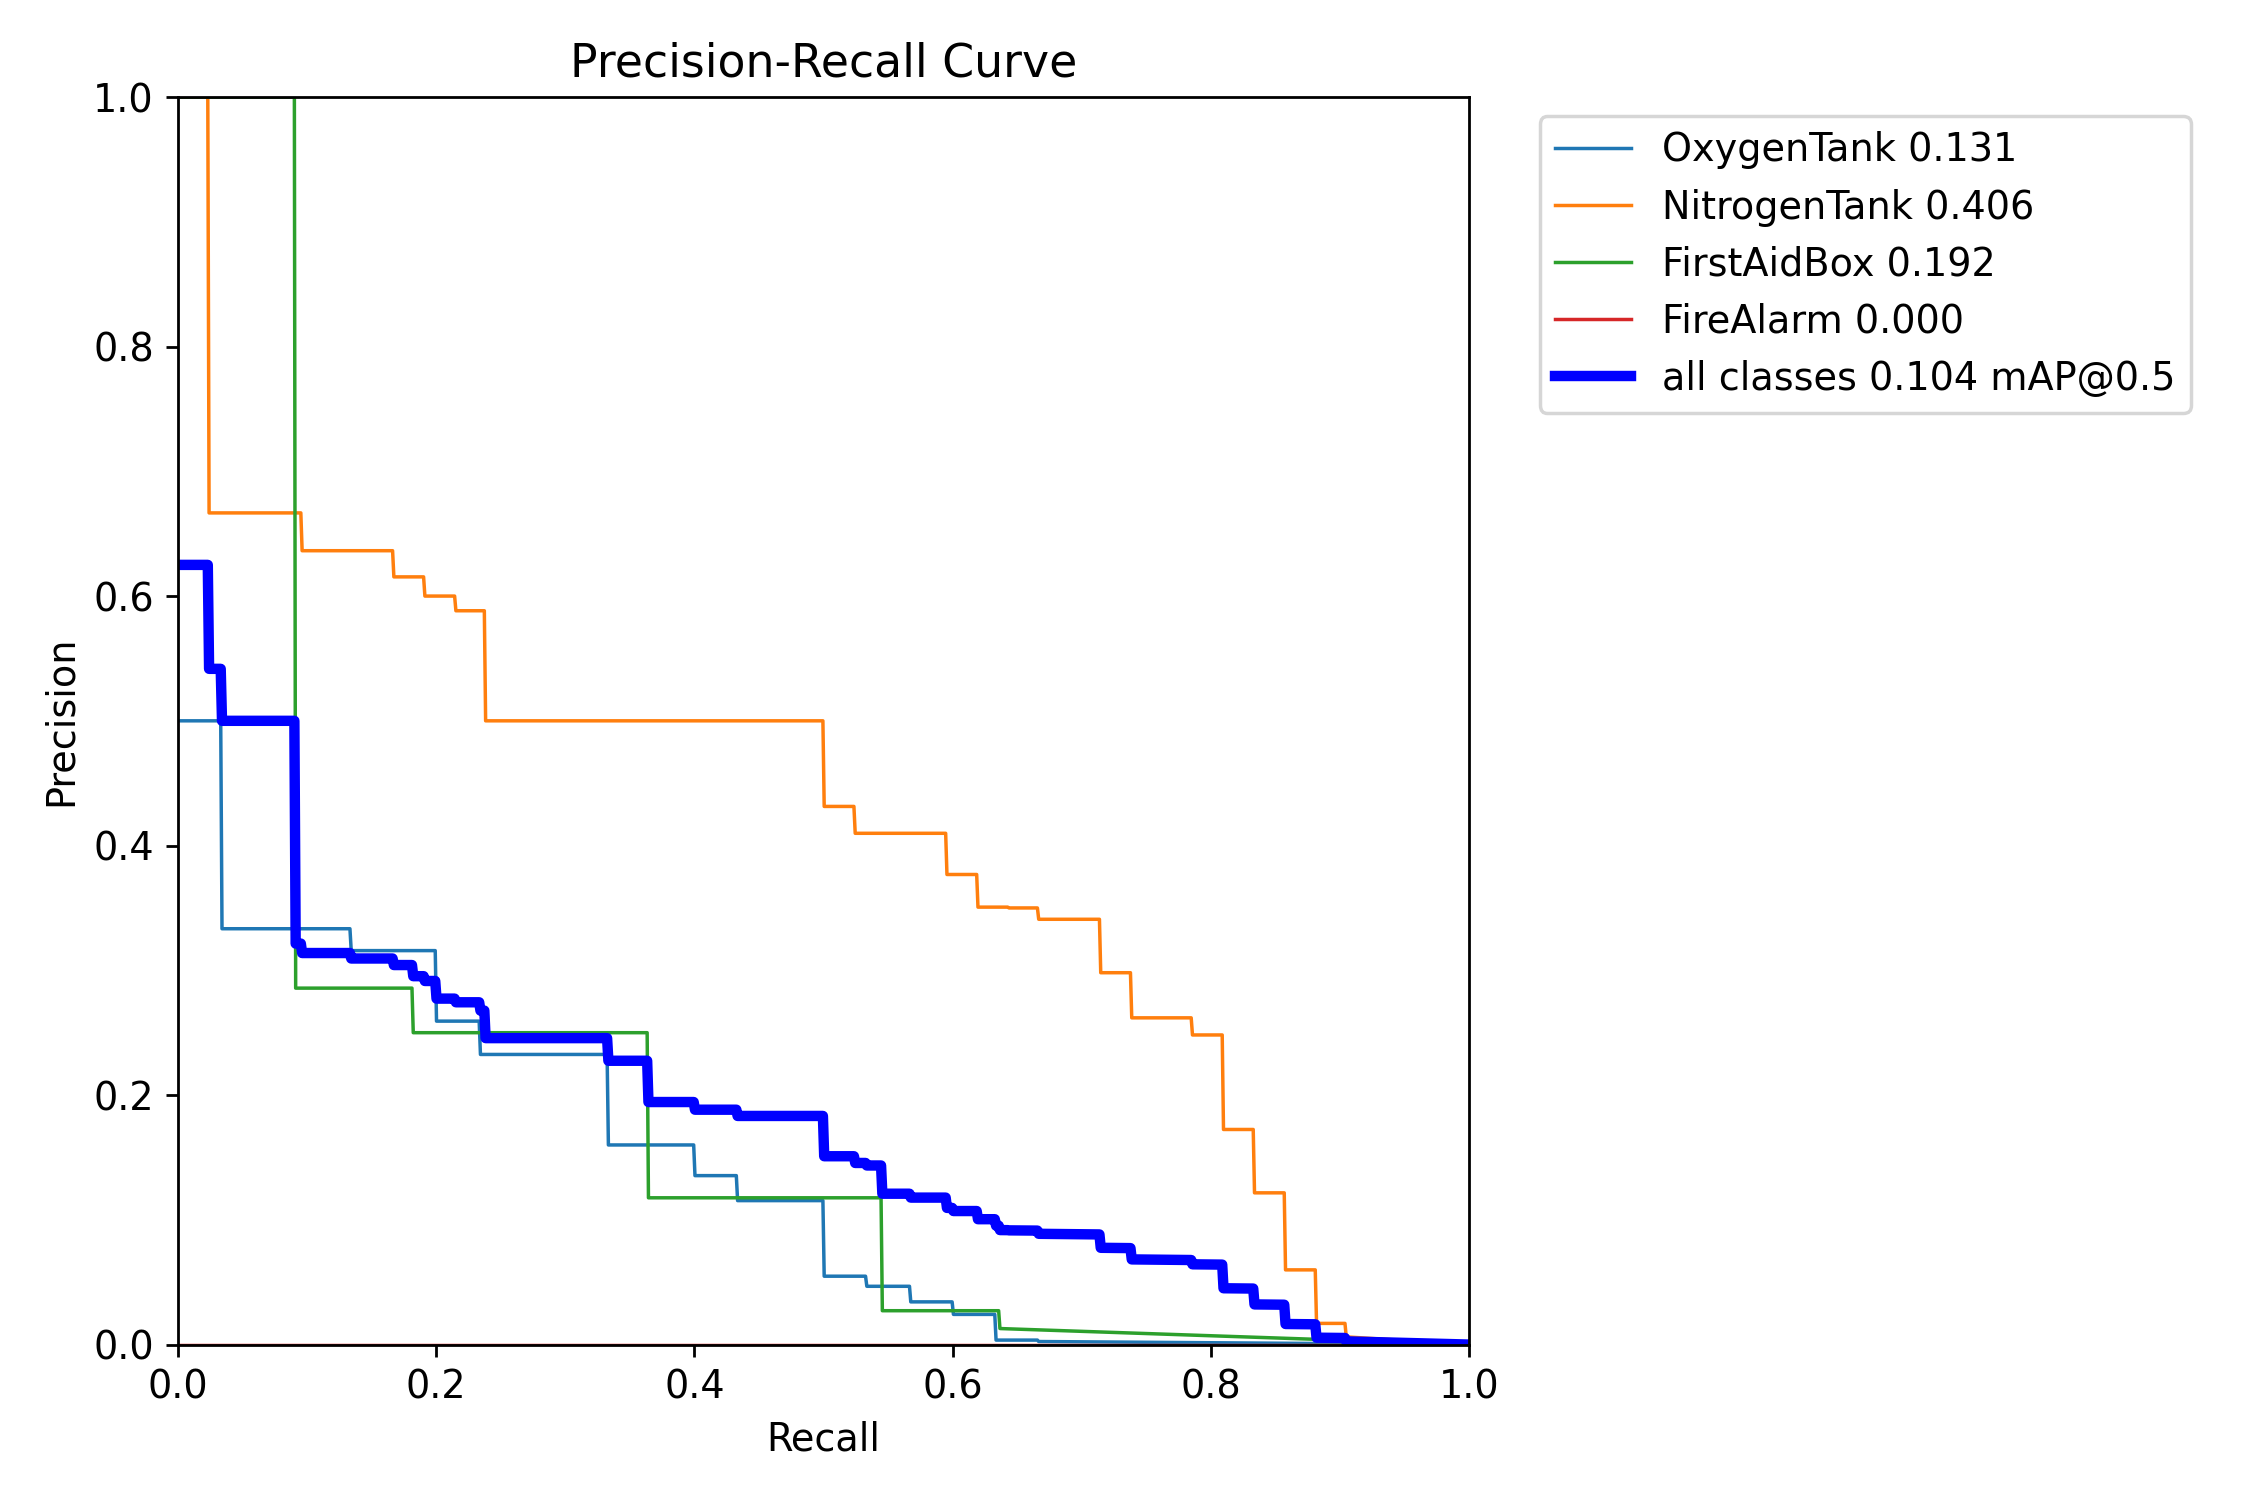 Precision-Recall Curve
1.0
0.8
0.6
0.4
0.2
0.0
Precision
0.0 0.2 0.4 0.6 0.8 1.0
Recall
OxygenTank 0.131
NitrogenTank 0.406
FirstAidBox 0.192
FireAlarm 0.000
all classes 0.104 mAP@0.5